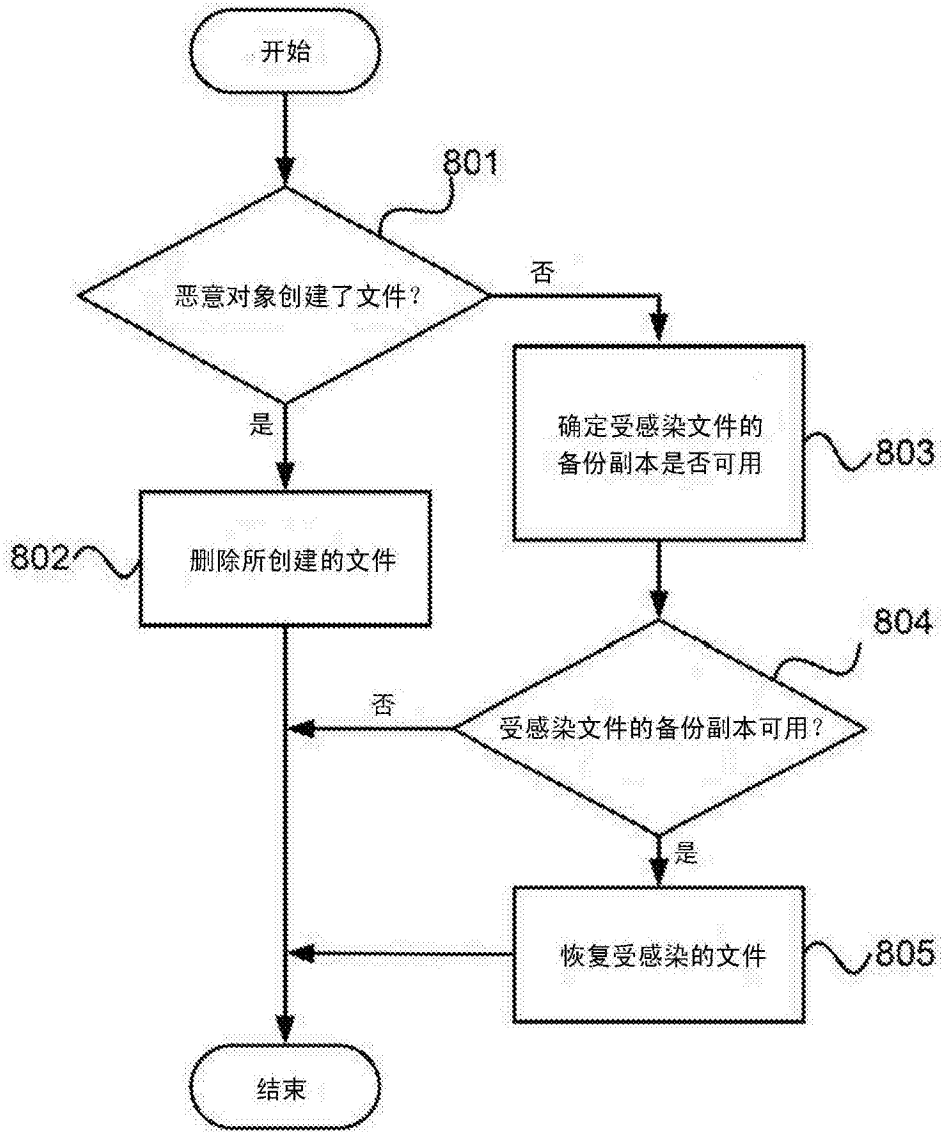 开始
801
恶意对象创建了文件？
否
是
确定受感染文件的
备份副本是否可用
803
802
删除所创建的文件
804
否
受感染文件的备份副本可用？
是
恢复受感染的文件
805
结束